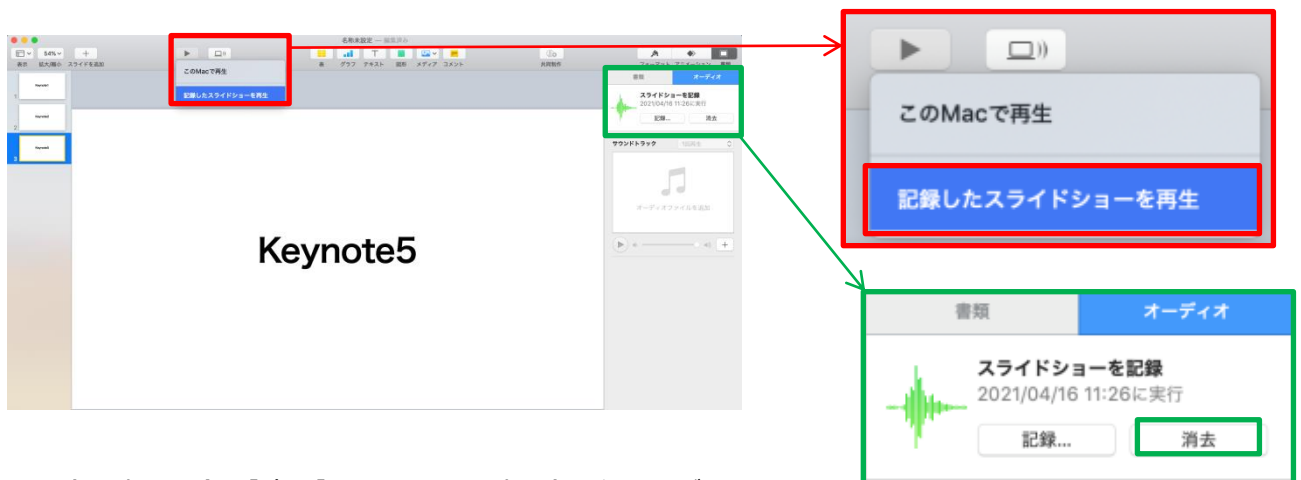 名称未設定 — 編集済み
54%
表示 拡大/縮小 スライドを追加
表 グラフ テキスト 図形 メディア コメント
共同制作
フォーマット アニメーション 書類
このMacで再生
記録したスライドショーを再生
1
Keynote1
2
3
Keynote5
書類 オーディオ
スライドショーを記録
2021/04/16 11:26に実行
記録... 消去
サウンドトラック
オーディオファイルを追加
このMacで再生
記録したスライドショーを再生
書類 オーディオ
スライドショーを記録
2021/04/16 11:26に実行
記録... 消去